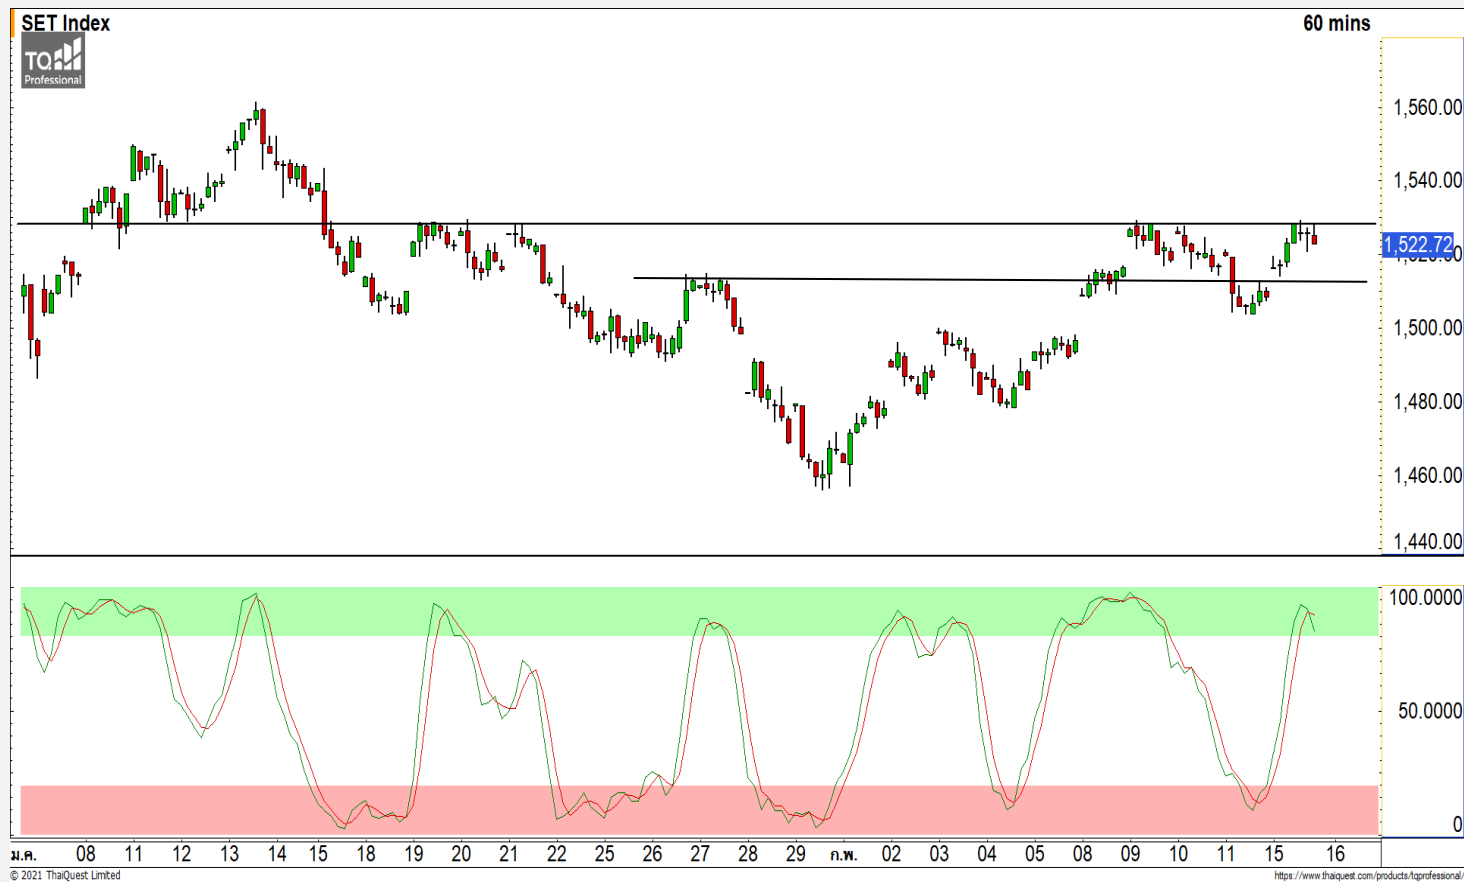 SET Index
60 mins
TQ
Professional
1,560.00
1,540.00
1,522.72
1,500.00
1,480.00
1,460.00
1,440.00
100.0000
50.0000
0
ม.ค. 08 11 12 13 14 15 18 19 20 21 22 25 26 27 28 29 ก.พ. 02 03 04 05 08 09 10 11 15 16
© 2021 ThaiQuest Limited
https://www.thaiquest.com/products/tqprofessional/